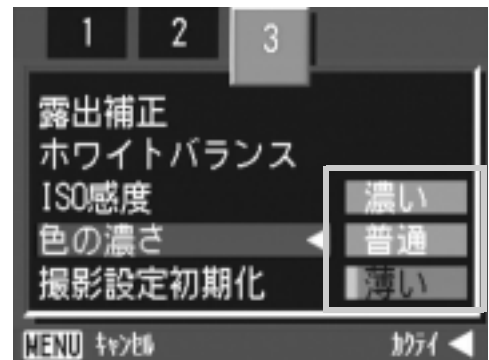 1 2 3
露出補正
ホワイトバランス
ISO感度 濃い
色の濃さ ◀ 普通
撮影設定初期化 薄い
MENU ｷｬﾝｾﾙ ｶｸﾃｲ ◀